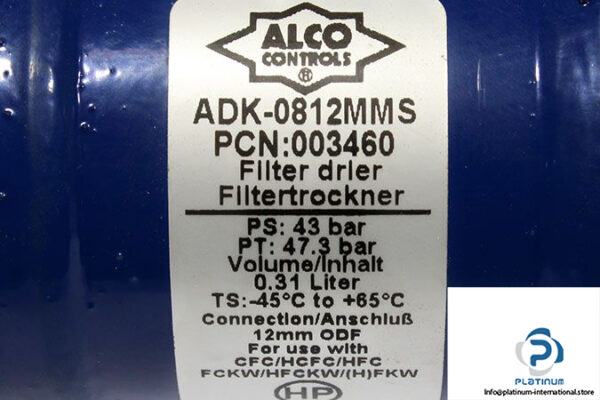 ALCO
CONTROLS
®
ADK-0812MMS
PCN:003460
Filter drier
Filtertrockner
PS: 43 bar
PT: 47.3 bar
Volume/Inhalt
0.31 Liter
TS:-45°C to +65°C
Connection/Anschluß
12mm ODF
For use with
CFC/HCFC/HFC
FCKW/HFCKW/(H)FKW
HP
PLATINUM
info@platinum-international.store